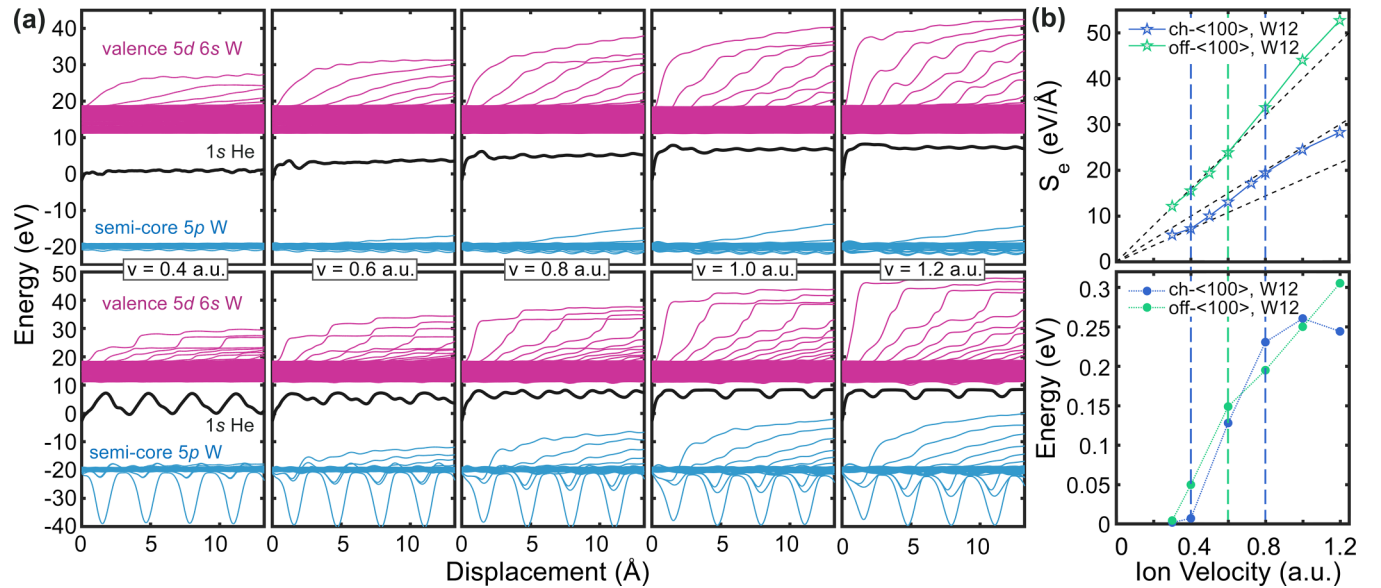 (a)
Energy (eV)
40
30
20
10
0
-10
-20
valence 5d 6s W
1s He
semi-core 5p W
v = 0.4 a.u.
v = 0.6 a.u.
v = 0.8 a.u.
v = 1.0 a.u.
v = 1.2 a.u.
50
40
30
20
10
0
-10
-20
-30
-40
valence 5d 6s W
1s He
semi-core 5p W
0 5 10 0 5 10 0 5 10 0 5 10 0 5 10
Displacement (Å)
(b)
ch-<100>, W12
off-<100>, W12
Se (eV/Å)
50
40
30
20
10
0
ch-<100>, W12
off-<100>, W12
Energy (eV)
0.3
0.25
0.2
0.15
0.1
0.05
0
0 0.4 0.8 1.2
Ion Velocity (a.u.)